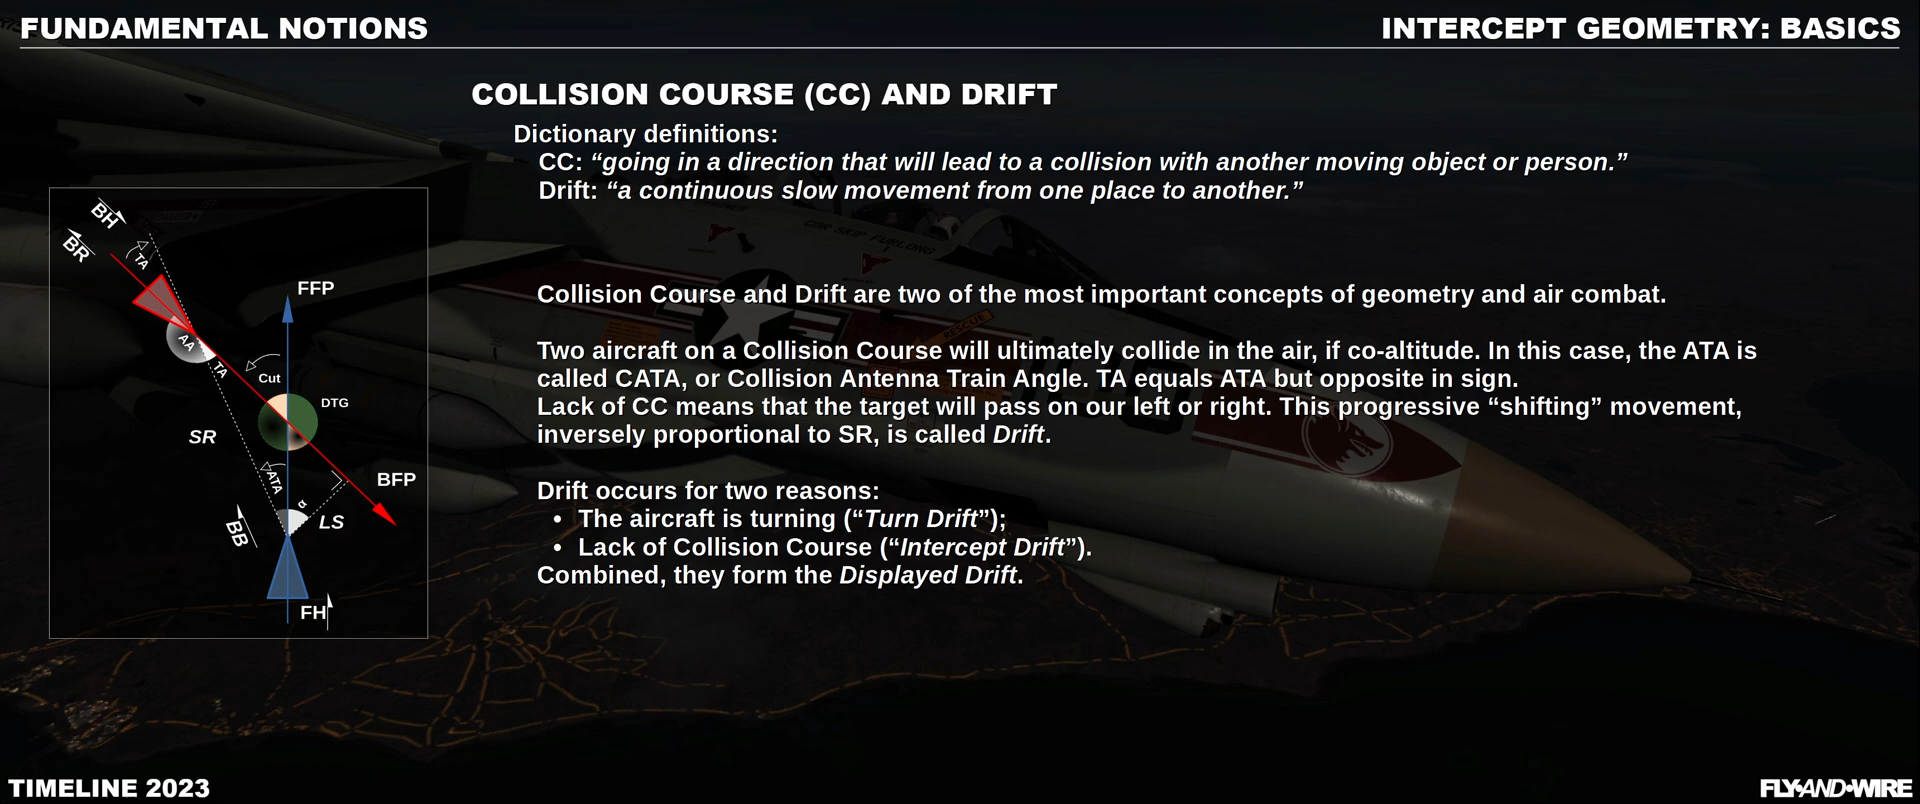 FUNDAMENTAL NOTIONS
INTERCEPT GEOMETRY: BASICS
COLLISION COURSE (CC) AND DRIFT
Dictionary definitions:
CC: “going in a direction that will lead to a collision with another moving object or person.”
Drift: “a continuous slow movement from one place to another.”
Collision Course and Drift are two of the most important concepts of geometry and air combat.
Two aircraft on a Collision Course will ultimately collide in the air, if co-altitude. In this case, the ATA is
called CATA, or Collision Antenna Train Angle. TA equals ATA but opposite in sign.
Lack of CC means that the target will pass on our left or right. This progressive “shifting” movement,
inversely proportional to SR, is called Drift.
Drift occurs for two reasons:
• The aircraft is turning (“Turn Drift”);
• Lack of Collision Course (“Intercept Drift”).
Combined, they form the Displayed Drift.
BH
BR
TA
FFP
AA
TA
Cut
DTG
SR
ATA
BFP
α
LS
BB
FH
CDR SKIP FURLONG
RESCUE
TIMELINE 2023
FLY•AND•WIRE